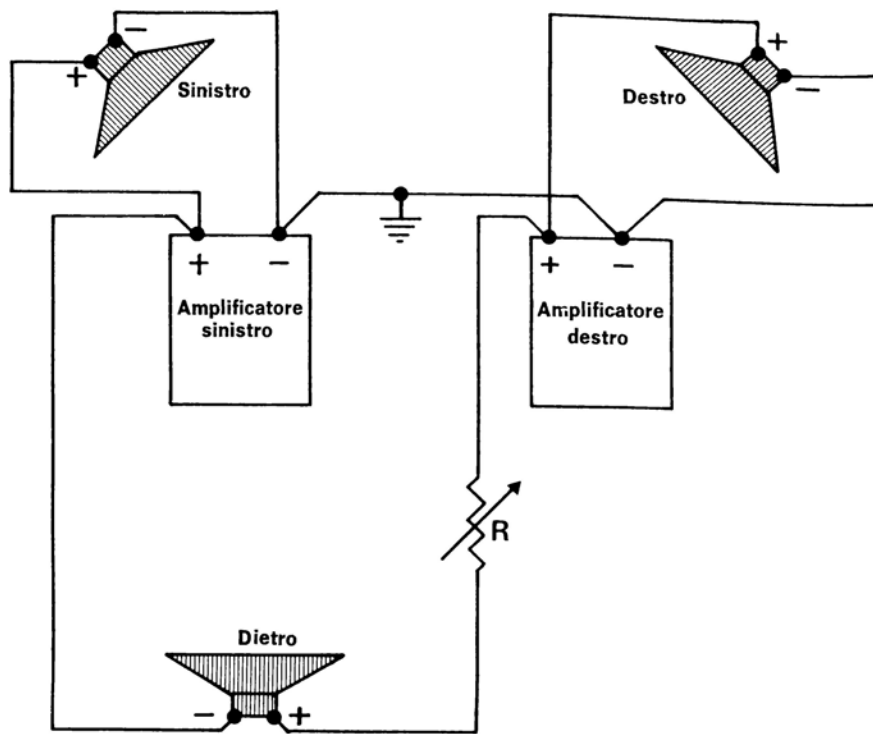 − +
+ −
Sinistro Destro
+ − + −
Amplificatore
sinistro
Amplificatore
destro
R
Dietro
− +